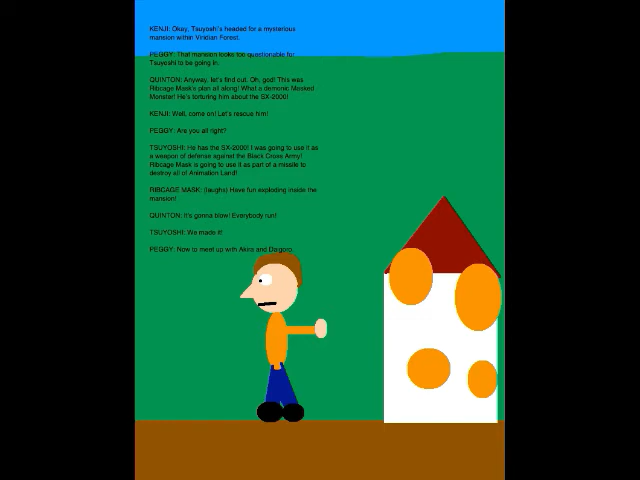 KENJI: Okay, Tsuyoshi's headed for a mysterious
mansion within Viridian Forest.
PEGGY: That mansion looks too questionable for
Tsuyoshi to be going in.
QUINTON: Anyway, let's find out. Oh, god! This was
Ribcage Mask's plan all along! What a demonic Masked
Monster! He's torturing him about the SX-2000!
KENJI: Well, come on! Let's rescue him!
PEGGY: Are you all right?
TSUYOSHI: He has the SX-2000! I was going to use it as
a weapon of defense against the Black Cross Army!
Ribcage Mask is going to use it as part of a missile to
destroy all of Animation Land!
RIBCAGE MASK: (laughs) Have fun exploding inside the
mansion!
QUINTON: It's gonna blow! Everybody run!
TSUYOSHI: We made it!
PEGGY: Now to meet up with Akira and Daigoro.